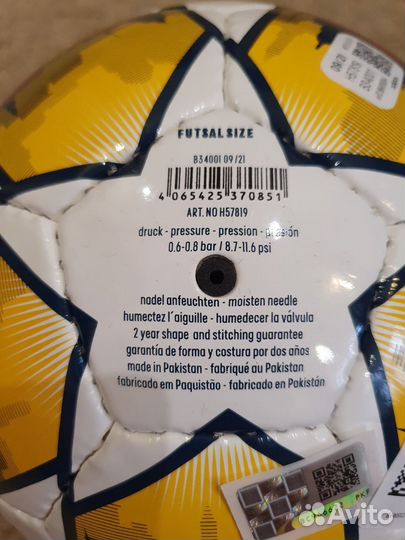 FUTSAL SIZE
B34001 09/21
4 065425 370851
ART. NO H57819
druck - pressure - pression - presión
0.6-0.8 bar / 8.7-11.6 psi
nadel anfeuchten - moisten needle
humectez l´aiguille - humedecer la válvula
2 year shape and stitching guarantee
garantía de forma y costura por dos años
made in Pakistan - fabriqué au Pakistan
fabricado em Paquistão - fabricado en Pakistán
Avito